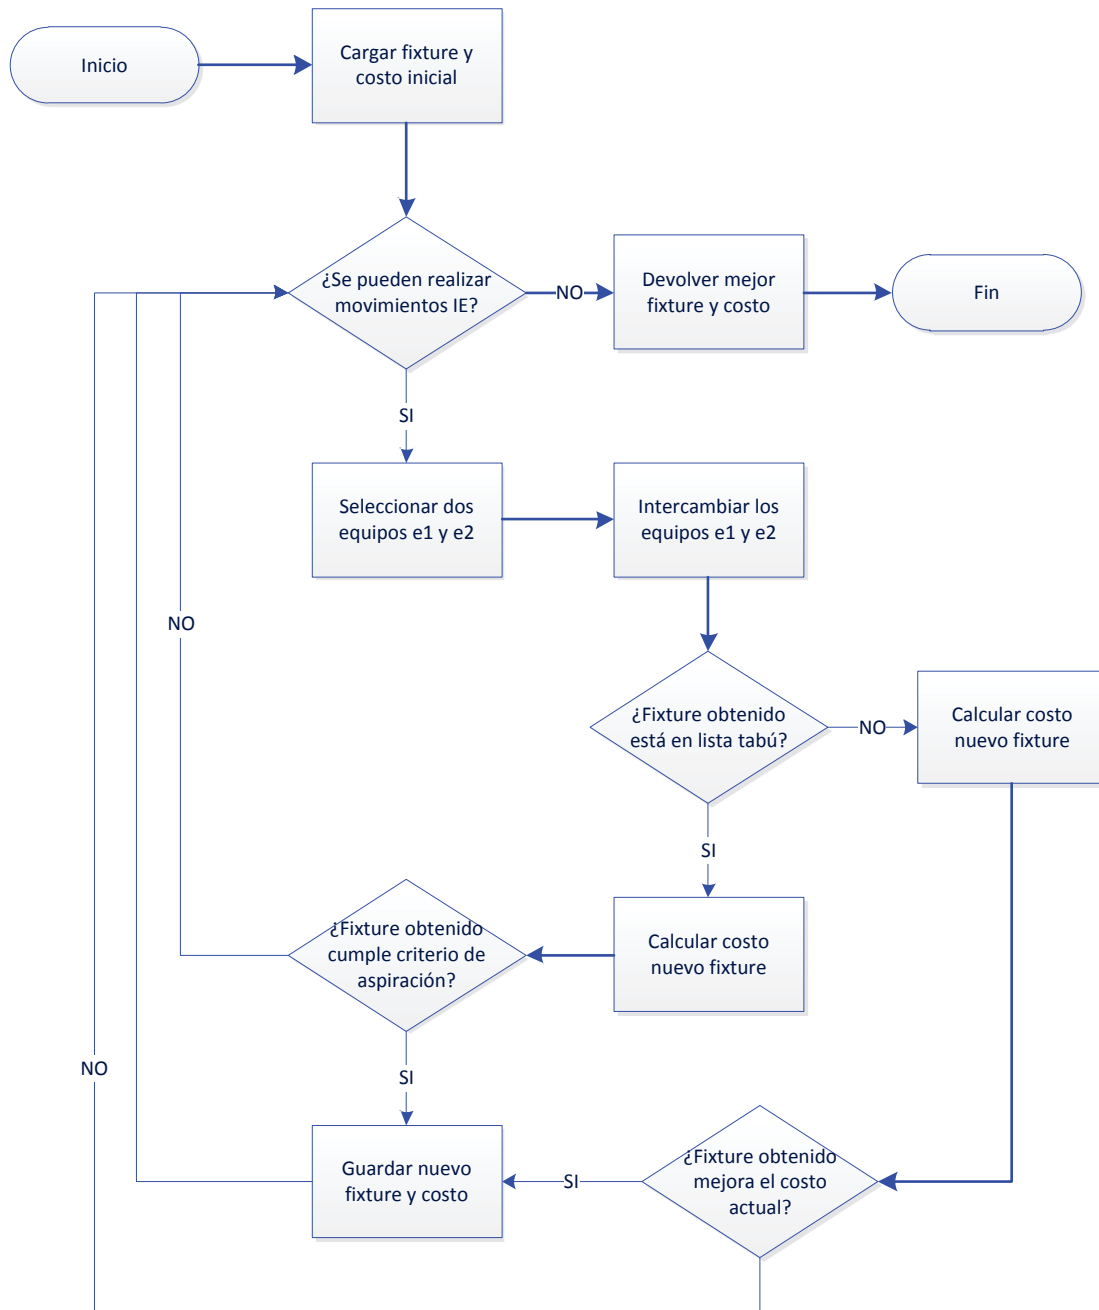 Inicio
Cargar fixture y
costo inicial
¿Se pueden realizar
movimientos IE?
NO
Devolver mejor
fixture y costo
Fin
SI
Seleccionar dos
equipos e1 y e2
Intercambiar los
equipos e1 y e2
NO
¿Fixture obtenido
está en lista tabú?
NO
Calcular costo
nuevo fixture
SI
¿Fixture obtenido
cumple criterio de
aspiración?
Calcular costo
nuevo fixture
NO
SI
Guardar nuevo
fixture y costo
SI
¿Fixture obtenido
mejora el costo
actual?